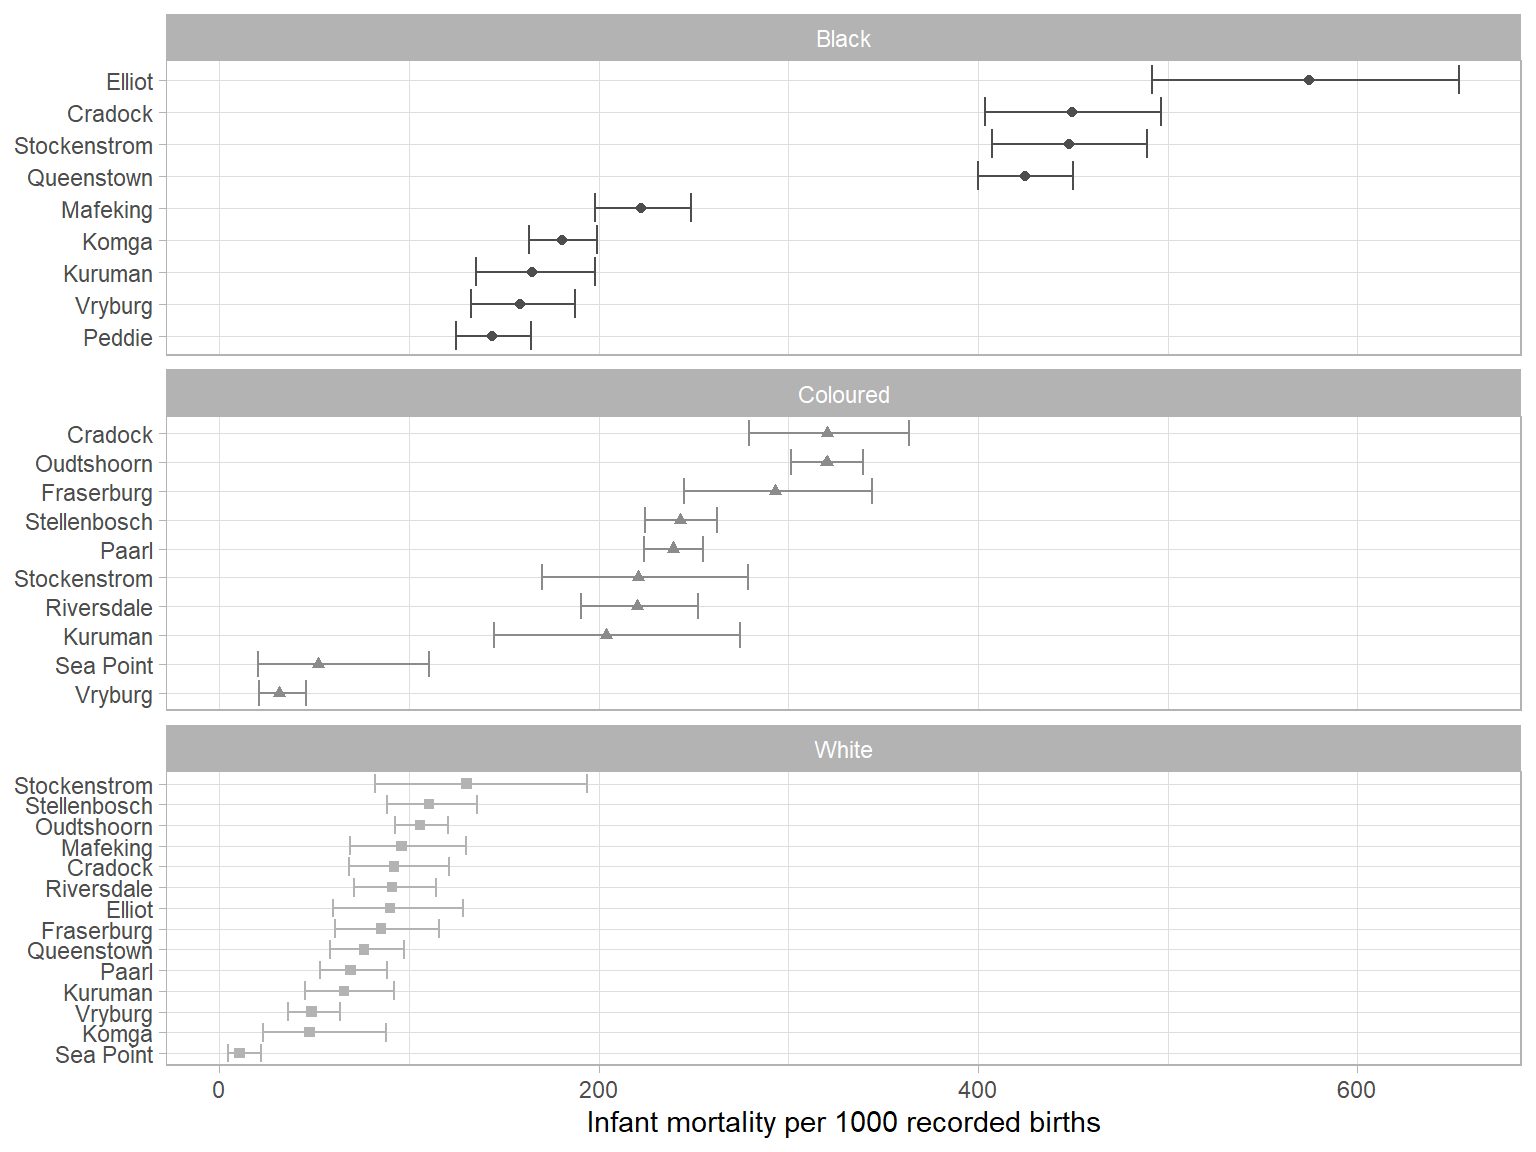 Black
Elliot
Cradock
Stockenstrom
Queenstown
Mafeking
Komga
Kuruman
Vryburg
Peddie
Coloured
Cradock
Oudtshoorn
Fraserburg
Stellenbosch
Paarl
Stockenstrom
Riversdale
Kuruman
Sea Point
Vryburg
White
Stockenstrom
Stellenbosch
Oudtshoorn
Mafeking
Cradock
Riversdale
Elliot
Fraserburg
Queenstown
Paarl
Kuruman
Vryburg
Komga
Sea Point
0 200 400 600
Infant mortality per 1000 recorded births